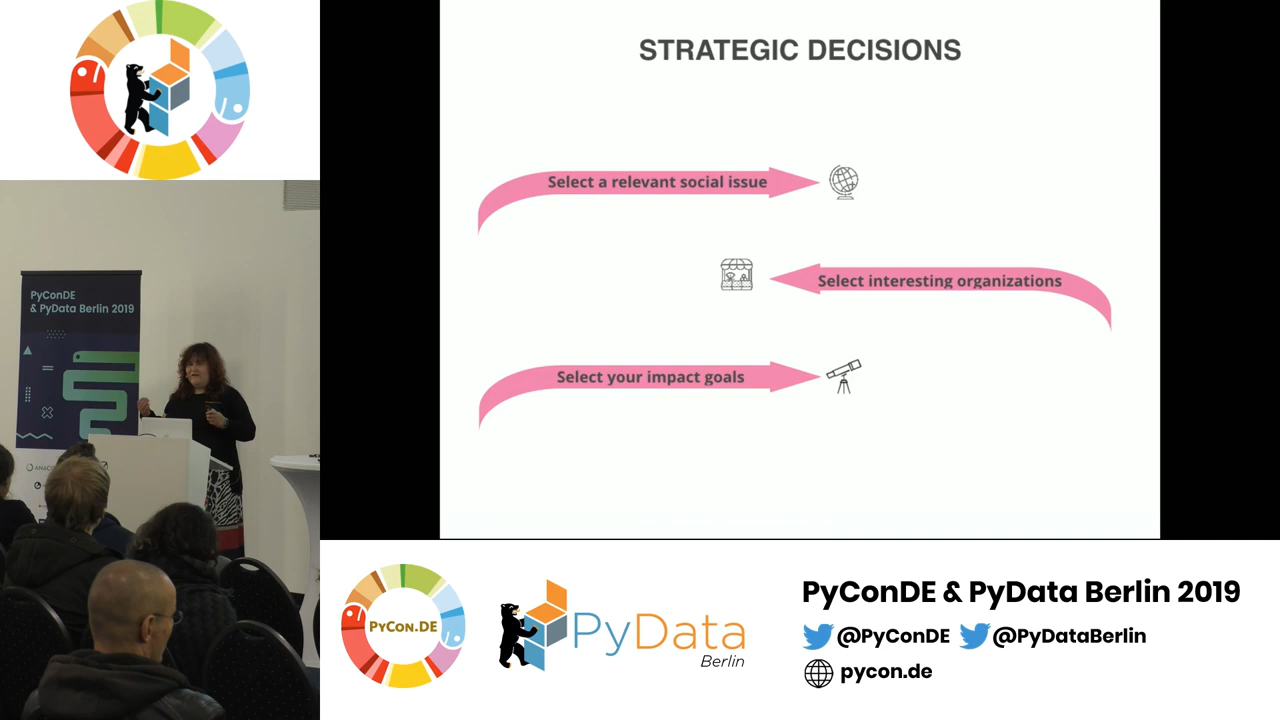 STRATEGIC DECISIONS
Select a relevant social issue
Select interesting organizations
Select your impact goals
PyConDE
& PyData Berlin 2019
PYCON.DE
PyData
Berlin
PyConDE & PyData Berlin 2019
@PyConDE @PyDataBerlin
pycon.de